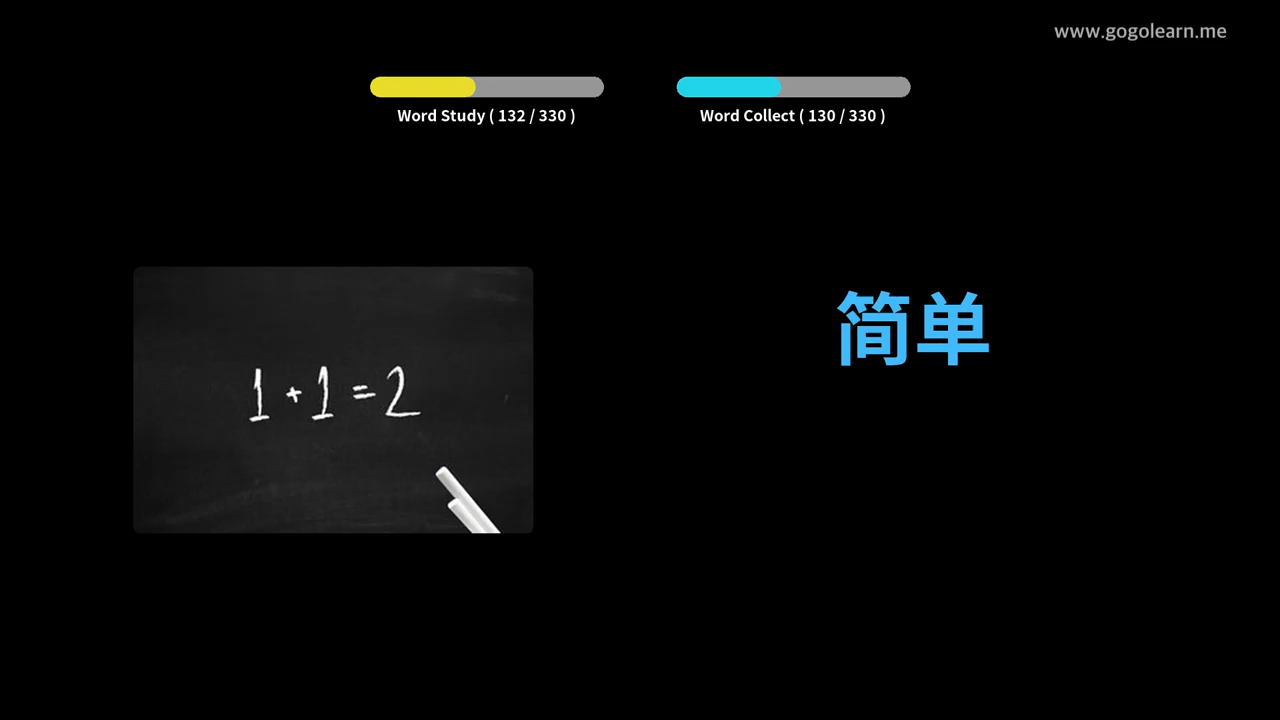 www.gogolearn.me
Word Study ( 132 / 330 )
Word Collect ( 130 / 330 )
简单
1 + 1 = 2